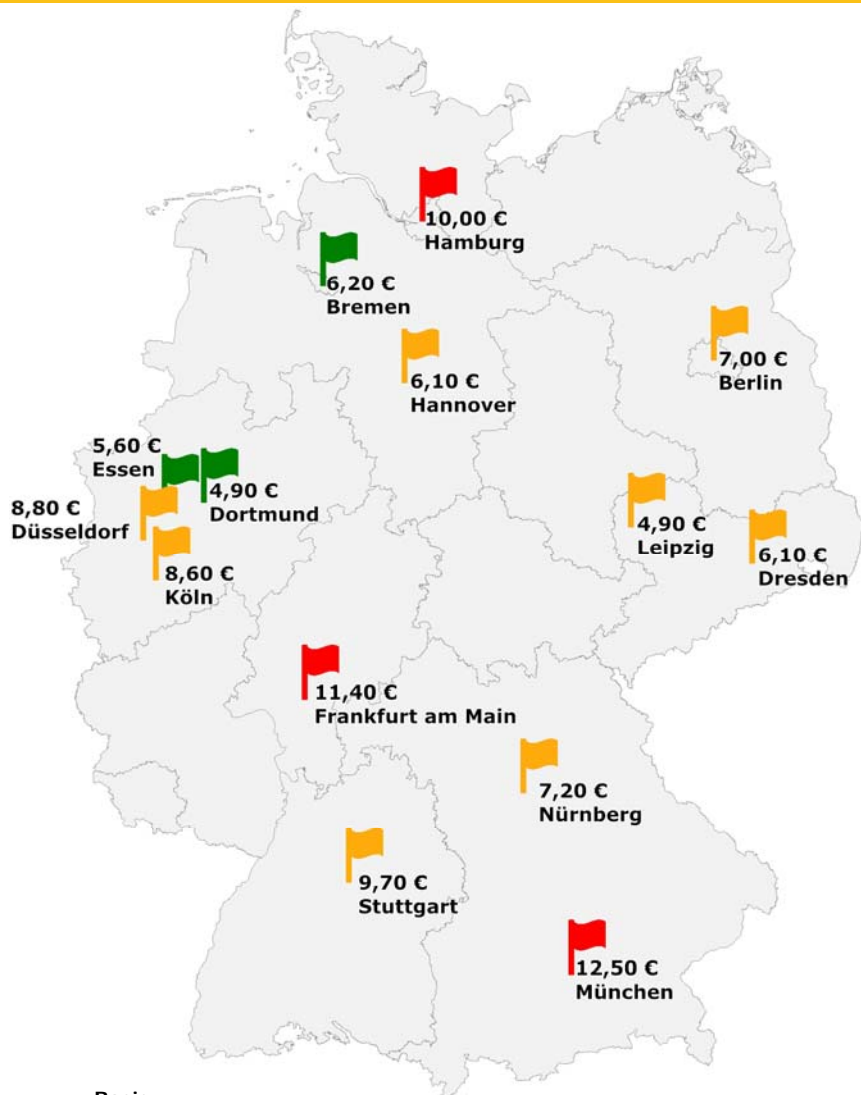 10,00 €
Hamburg
6,20 €
Bremen
7,00 €
Berlin
6,10 €
Hannover
5,60 €
Essen
4,90 €
Dortmund
8,80 €
Düsseldorf
8,60 €
Köln
4,90 €
Leipzig
6,10 €
Dresden
11,40 €
Frankfurt am Main
7,20 €
Nürnberg
9,70 €
Stuttgart
12,50 €
München